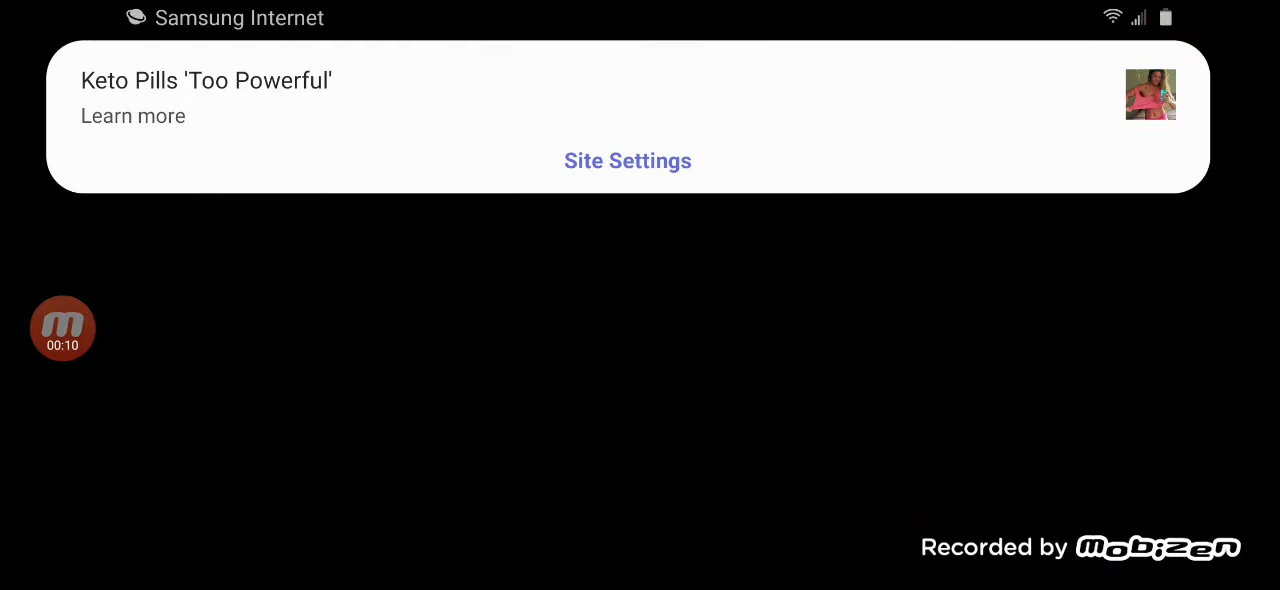 Samsung Internet
Keto Pills 'Too Powerful'
Learn more
Site Settings
m
00:10
Recorded by mobizen